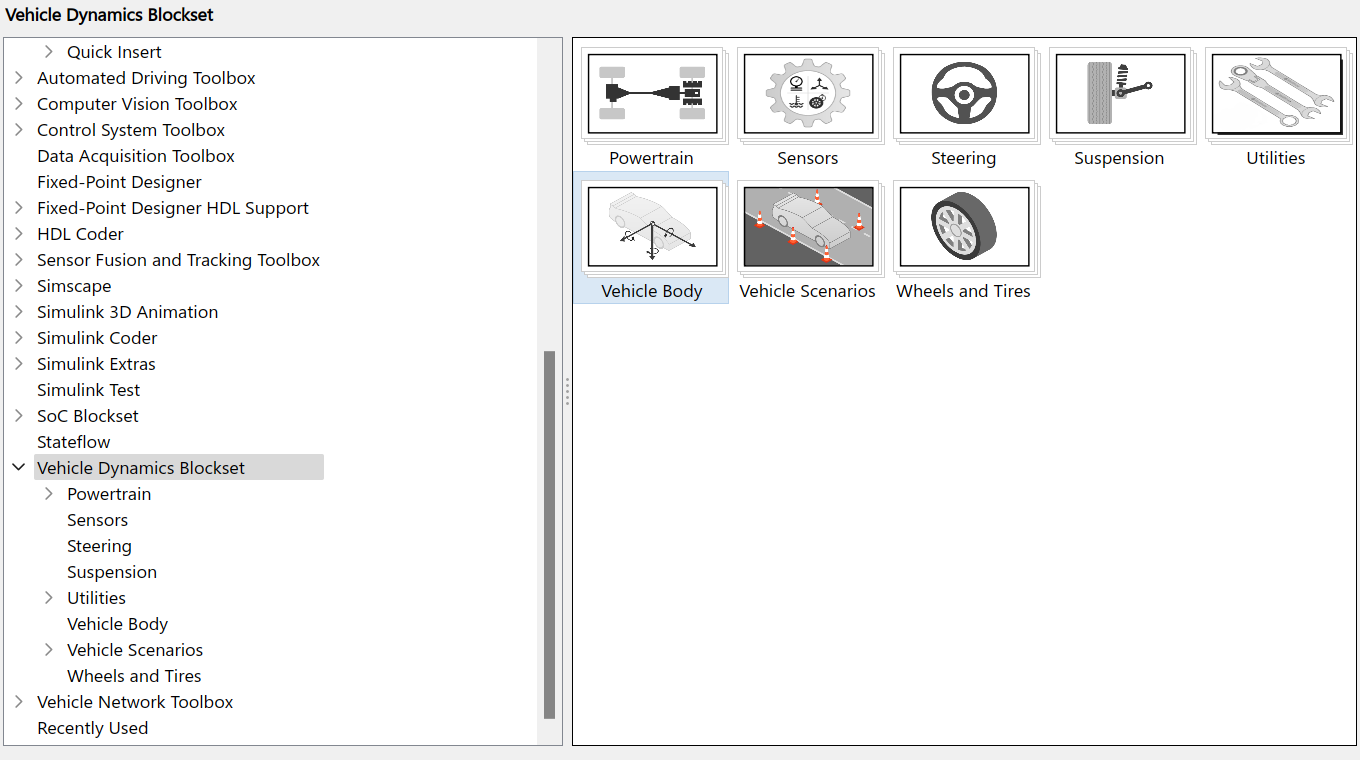 Vehicle Dynamics Blockset
Quick Insert
Automated Driving Toolbox
Computer Vision Toolbox
Control System Toolbox
Data Acquisition Toolbox
Fixed-Point Designer
Fixed-Point Designer HDL Support
HDL Coder
Sensor Fusion and Tracking Toolbox
Simscape
Simulink 3D Animation
Simulink Coder
Simulink Extras
Simulink Test
SoC Blockset
Stateflow
Vehicle Dynamics Blockset
Powertrain
Sensors
Steering
Suspension
Utilities
Vehicle Body
Vehicle Scenarios
Wheels and Tires
Vehicle Network Toolbox
Recently Used
Powertrain Sensors Steering Suspension Utilities
Vehicle Body Vehicle Scenarios Wheels and Tires